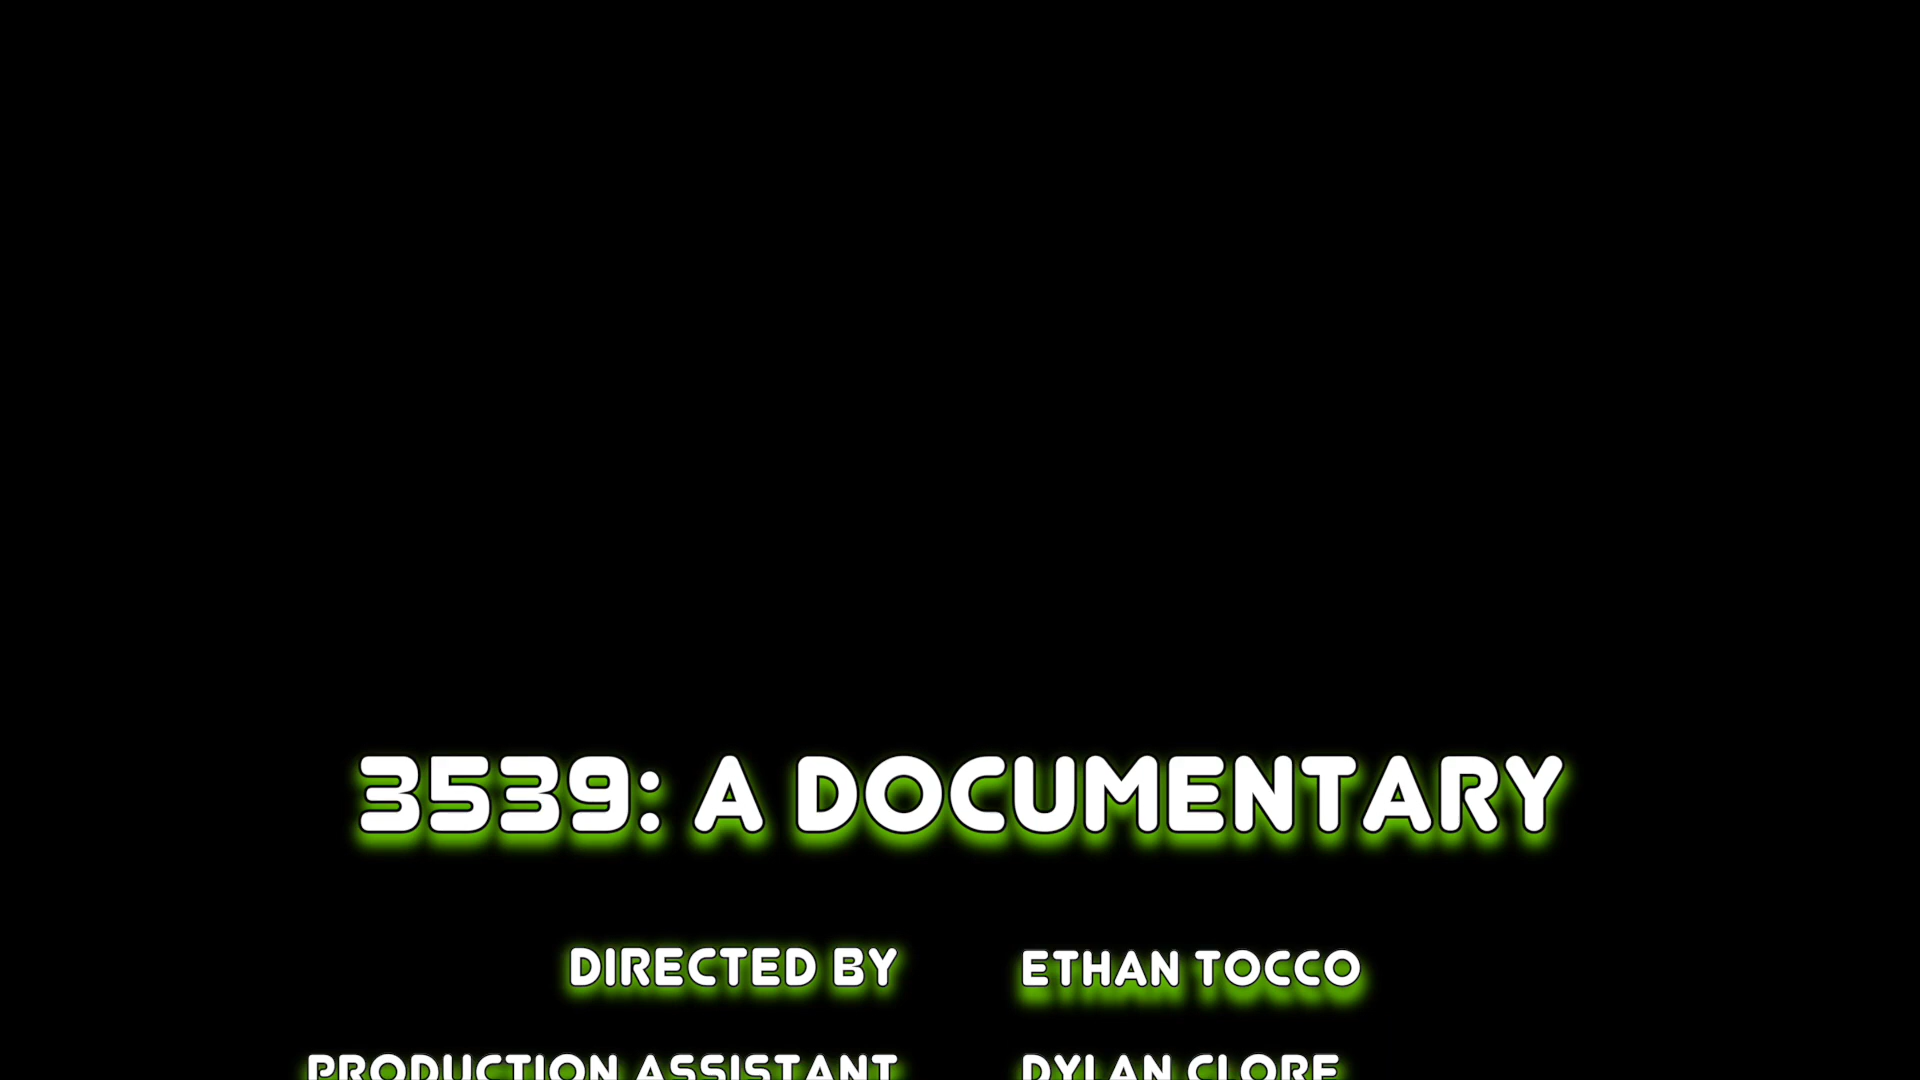 3539: A DOCUMENTARY
DIRECTED BY ETHAN TOCCO
PRODUCTION ASSISTANT DYLAN CLORE